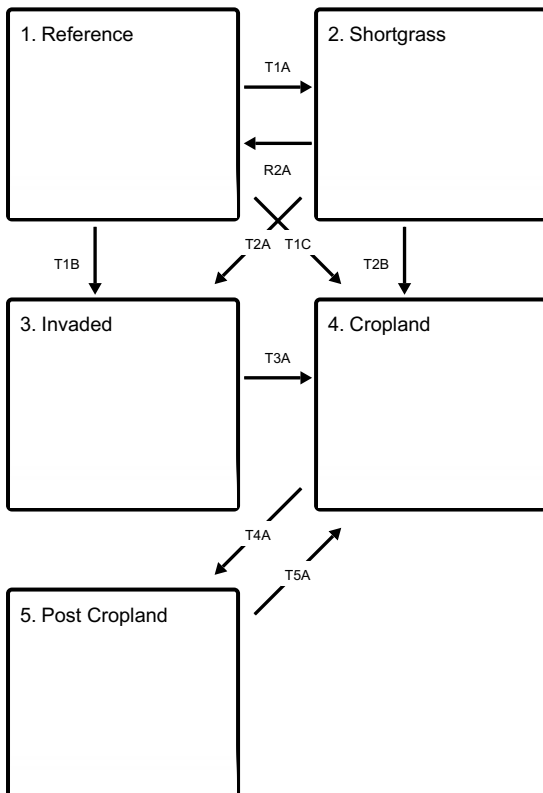 1. Reference
2. Shortgrass
T1A
R2A
T1B
T2A
T1C
T2B
3. Invaded
4. Cropland
T3A
T4A
T5A
5. Post Cropland